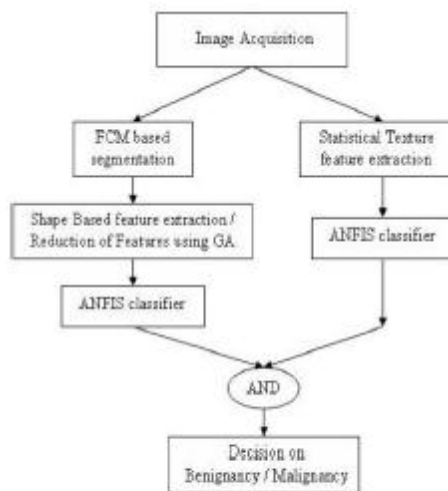 Image Acquisition
FCM based
segmentation
Statistical Texture
feature extraction
Shape Based feature extraction /
Reduction of Features using GA
ANFIS classifier
ANFIS classifier
AND
Decision on
Benignancy / Malignancy